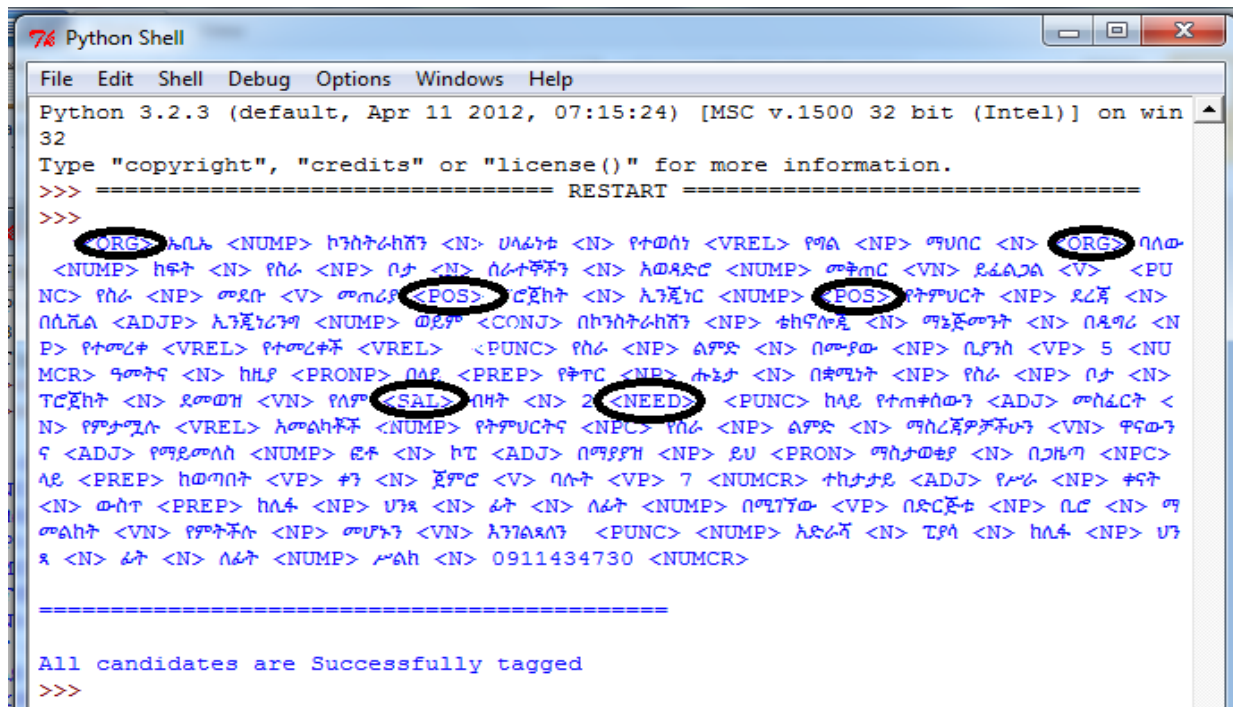 Python Shell
File Edit Shell Debug Options Windows Help
Python 3.2.3 (default, Apr 11 2012, 07:15:24) [MSC v.1500 32 bit (Intel)] on win
32
Type "copyright", "credits" or "license()" for more information.
>>> ================================ RESTART ================================
>>>
<ORG> ኤቢኤ <NUMP> ኮንስትራክሽን <N> ሀላፊነቱ <N> የተወሰነ <VREL> የግል <NP> ማህበር <N> <ORG> ባለው
<NUMP> ክፍት <N> የስራ <NP> ቦታ <N> ሰራተኞችን <N> አወዳድሮ <NUMP> መቅጠር <VN> ይፈልጋል <V> <PU
NC> የስራ <NP> መደቡ <V> መጠሪያ <POS> ፕሮጀክት <N> ኢንጂነር <NUMP> <POS> የትምህርት <NP> ደረጃ <N>
በሲቪል <ADJP> ኢንጂነሪንግ <NUMP> ወይም <CONJ> በኮንስትራክሽን <NP> ቴክኖሎጂ <N> ማኔጅመንት <N> በዲግሪ <N
P> የተመረቀ <VREL> የተመረቀች <VREL> <PUNC> የስራ <NP> ልምድ <N> በሙያው <NP> ቢያንስ <VP> 5 <NU
MCR> ዓመትና <N> ከዚያ <PRONP> በላይ <PREP> የቅጥር <NP> ሑኔታ <N> በቋሚነት <NP> የስራ <NP> ቦታ <N>
ፕሮጀክት <N> ደመወዝ <VN> የለም <SAL> ብዛት <N> 2 <NEED> <PUNC> ከላይ የተጠቀሰውን <ADJ> መስፈርት <
N> የምታሟሉ <VREL> አመልካቾች <NUMP> የትምህርትና <NPC> የስራ <NP> ልምድ <N> ማስረጃዎቻችሁን <VN> ዋናውን
ና <ADJ> የማይመለስ <NUMP> ፎቶ <N> ኮፒ <ADJ> በማያያዝ <NP> ይህ <PRON> ማስታወቂያ <N> በጋዜጣ <NPC>
ላይ <PREP> ከወጣበት <VP> ቀን <N> ጀምሮ <V> ባሉት <VP> 7 <NUMCR> ተከታታይ <ADJ> የሥራ <NP> ቀናት
<N> ውስጥ <PREP> ከሊፋ <NP> ህንጻ <N> ፊት <N> ለፊት <NUMP> በሚገኘው <VP> በድርጅቱ <NP> ቢሮ <N> ማ
መልከት <VN> የምትችሉ <NP> መሆኑን <VN> እንገልጻለን <PUNC> <NUMP> አድራሻ <N> ፒያሳ <N> ከሊፋ <NP> ህን
ጻ <N> ፊት <N> ለፊት <NUMP> ሥልክ <N> 0911434730 <NUMCR>
============================================
All candidates are Successfully tagged
>>>